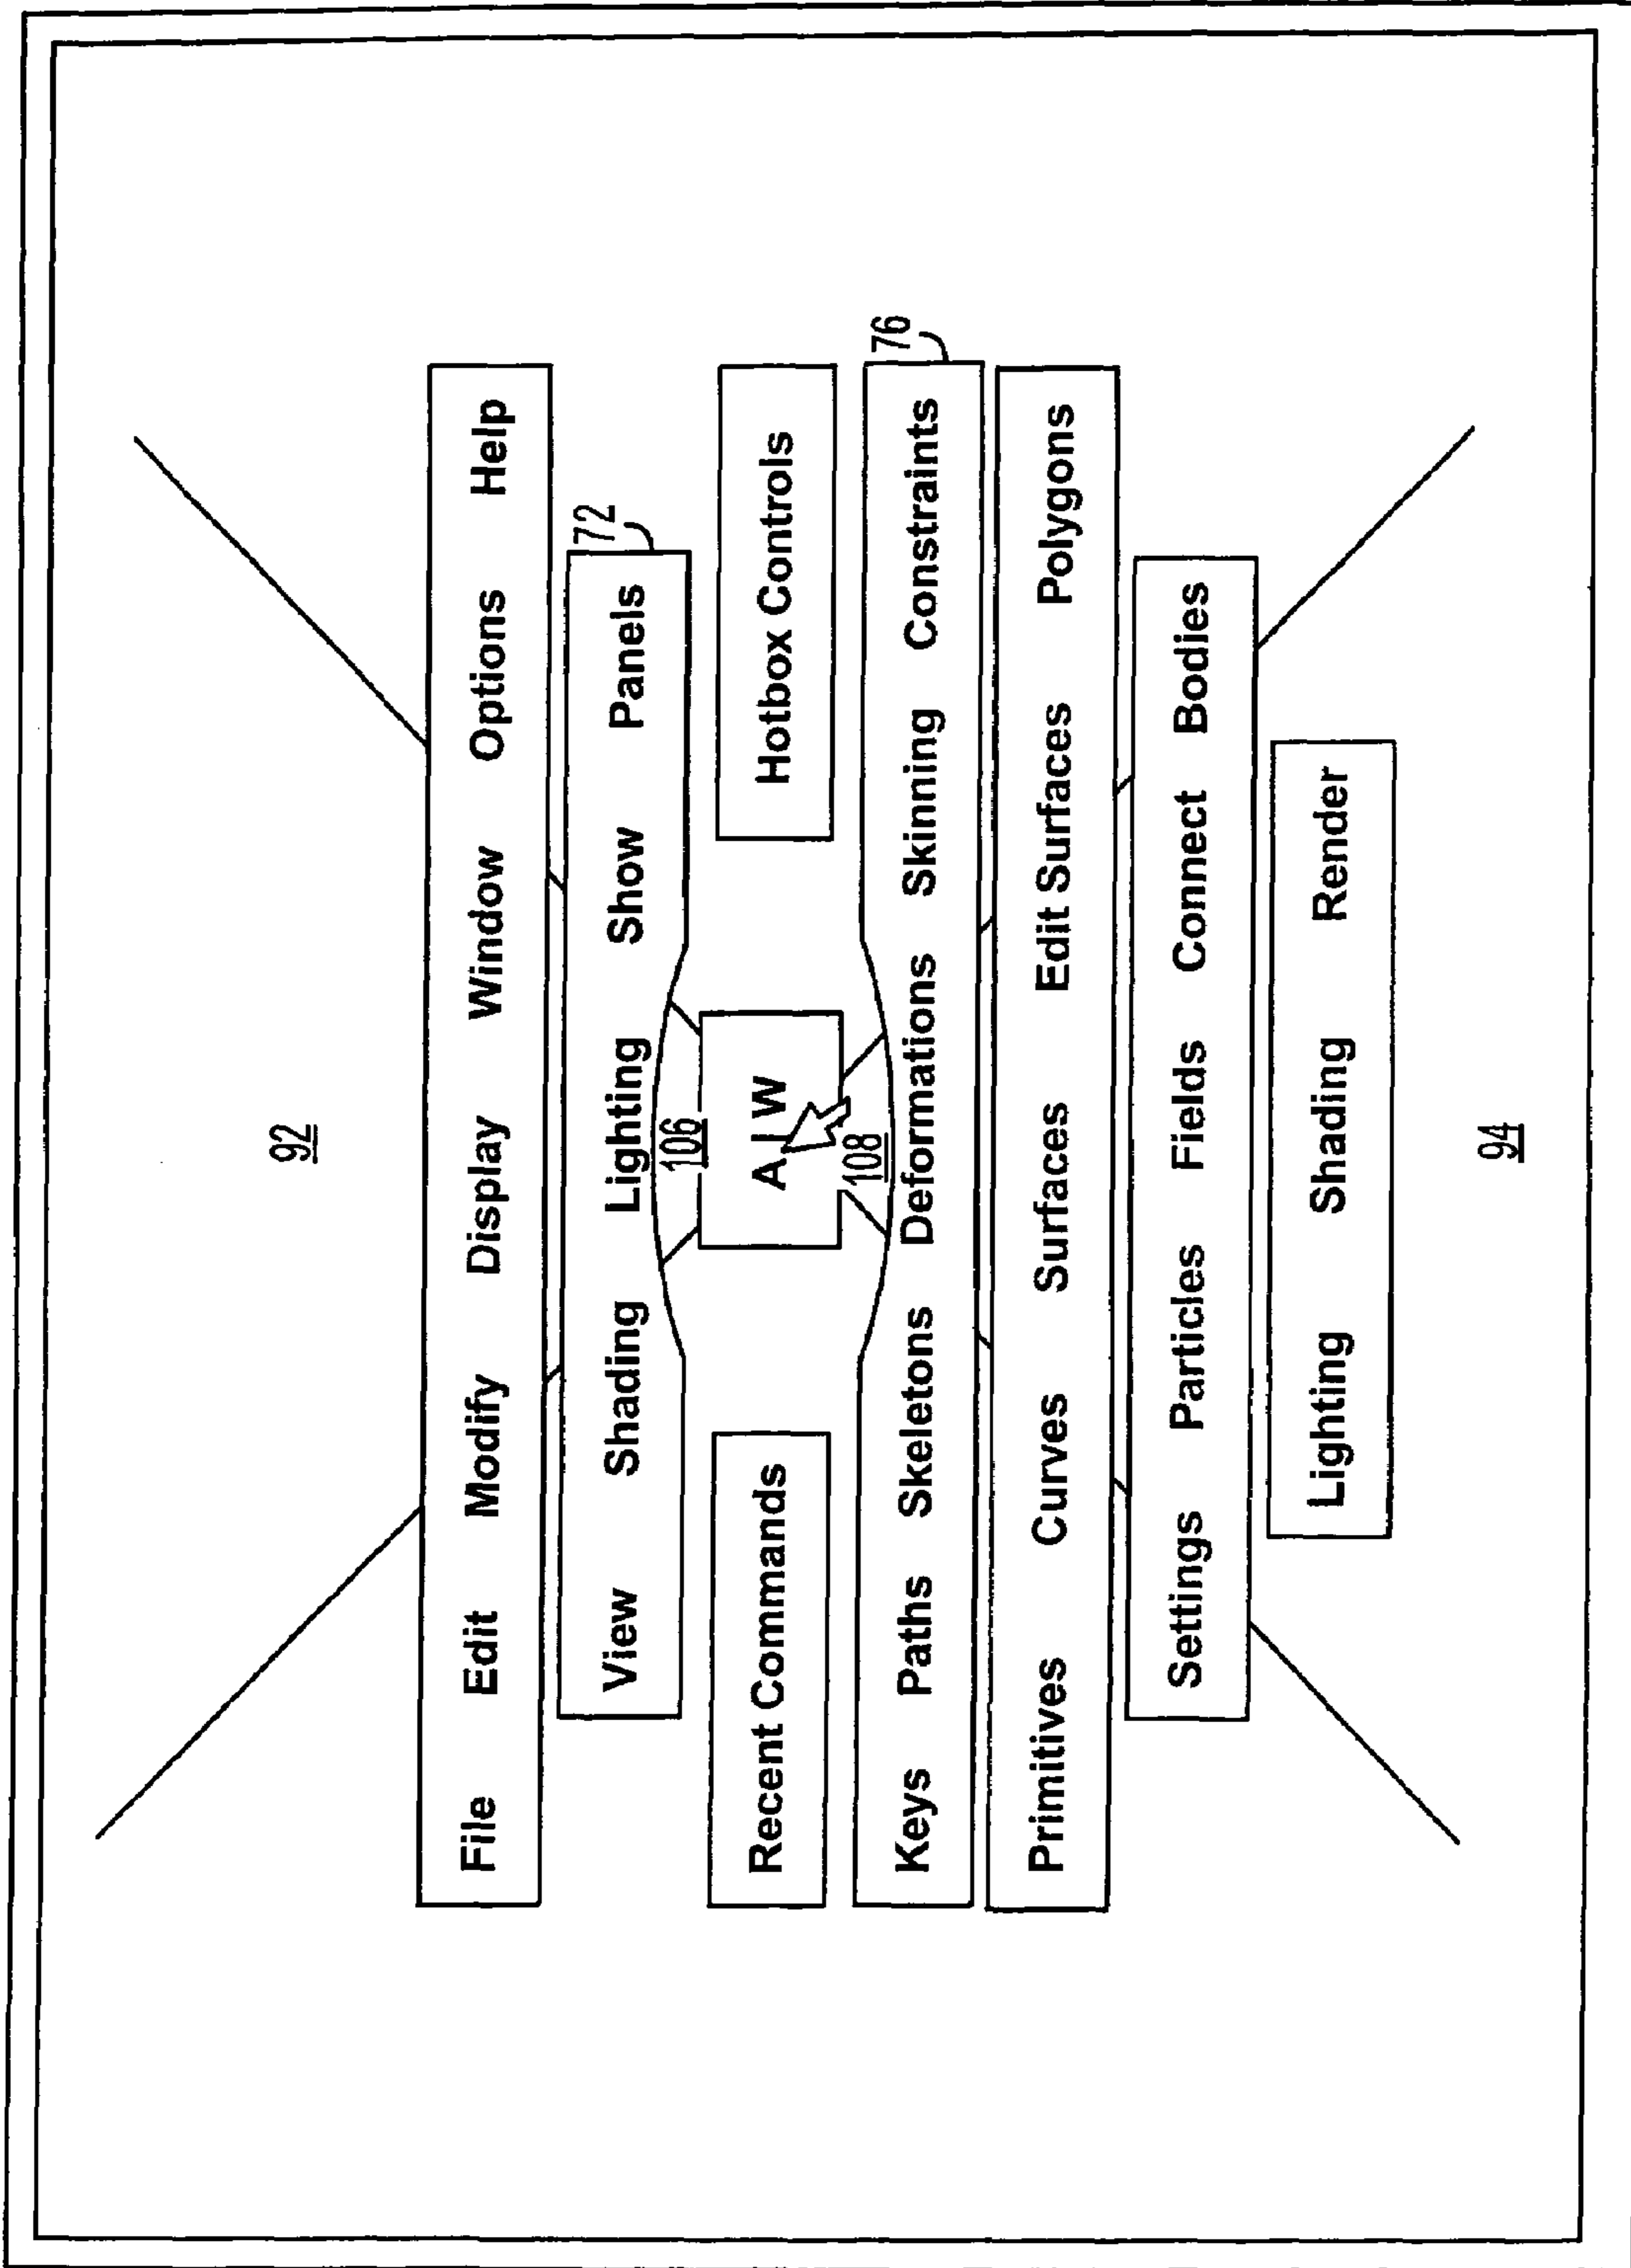 92
File Edit Modify Display Window Options Help
72
View Shading Lighting Show Panels
106
Recent Commands A|W Hotbox Controls
108
76
Keys Paths Skeletons Deformations Skinning Constraints
Primitives Curves Surfaces Edit Surfaces Polygons
Settings Particles Fields Connect Bodies
Lighting Shading Render
94